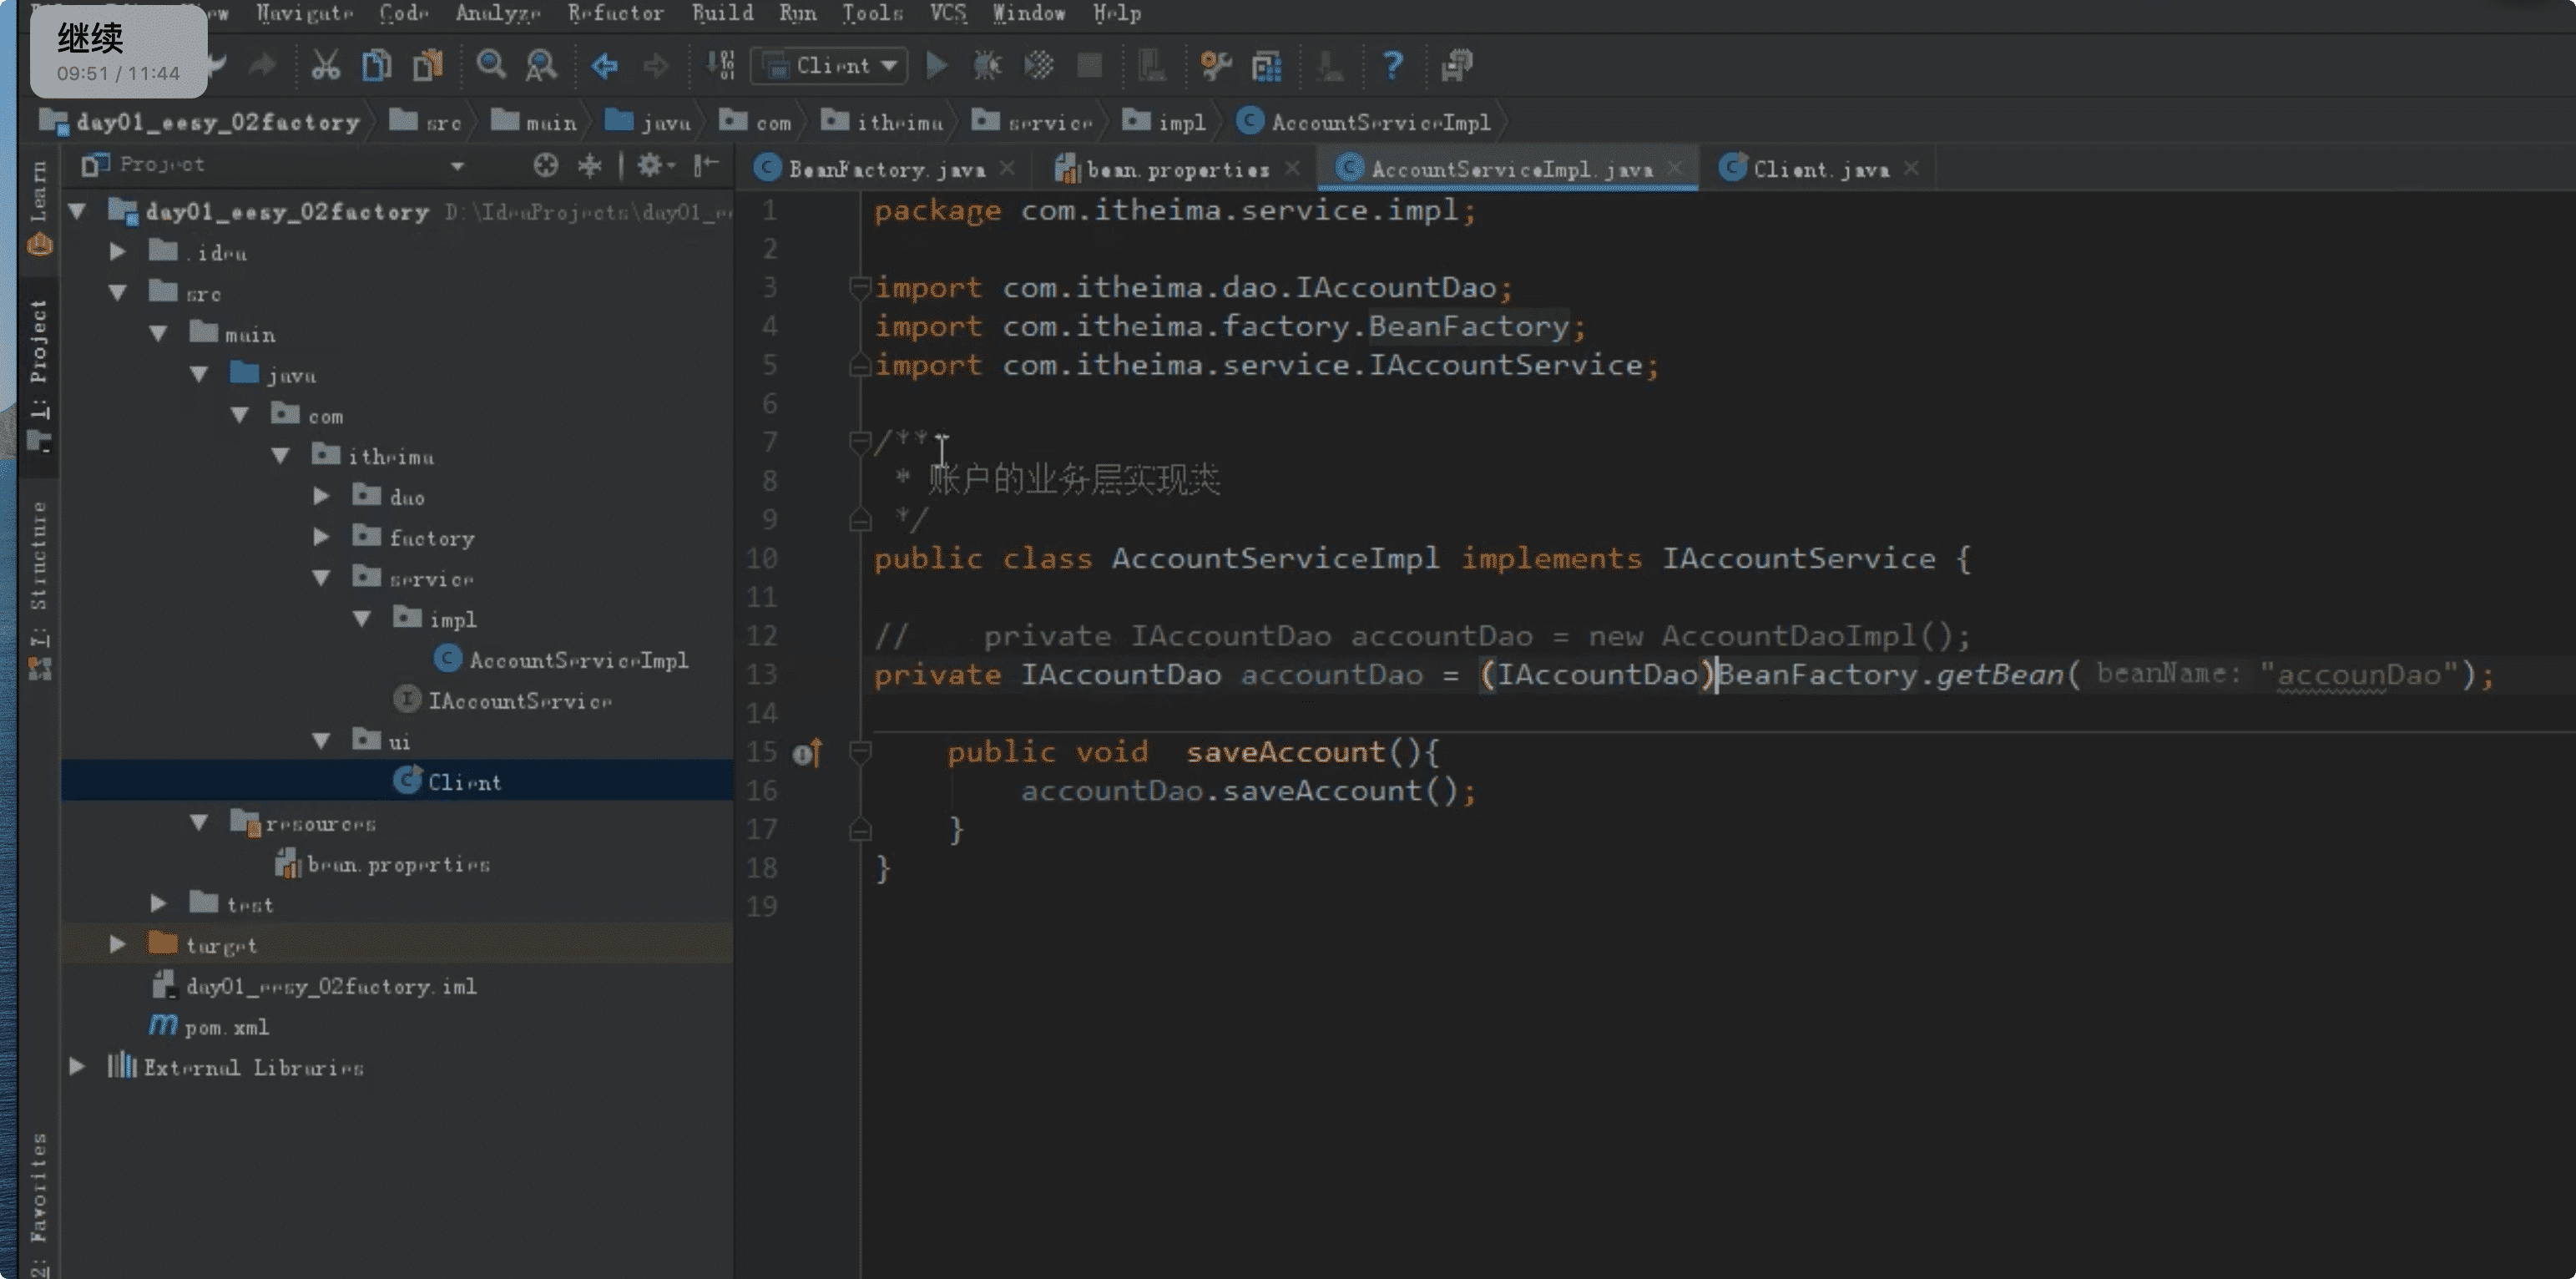 继续
09:51 / 11:44
Navigate Code Analyze Refactor Build Run Tools VCS Window Help
Client
day01_eesy_02factory src main java com itheima service impl AccountServiceImpl
Project
BeanFactory.java bean.properties AccountServiceImpl.java Client.java
Learn
1: Project
7: Structure
2: Favorites
day01_eesy_02factory D:\IdeaProjects\day01_
.idea
src
main
java
com
itheima
dao
factory
service
impl
AccountServiceImpl
IAccountService
ui
Client
resources
bean.properties
test
target
day01_eesy_02factory.iml
pom.xml
External Libraries
1 package com.itheima.service.impl;
2
3 import com.itheima.dao.IAccountDao;
4 import com.itheima.factory.BeanFactory;
5 import com.itheima.service.IAccountService;
6
7 /**
8 * 账户的业务层实现类
9 */
10 public class AccountServiceImpl implements IAccountService {
11
12 // private IAccountDao accountDao = new AccountDaoImpl();
13 private IAccountDao accountDao = (IAccountDao)BeanFactory.getBean( beanName: "accounDao");
14
15 public void saveAccount(){
16 accountDao.saveAccount();
17 }
18 }
19